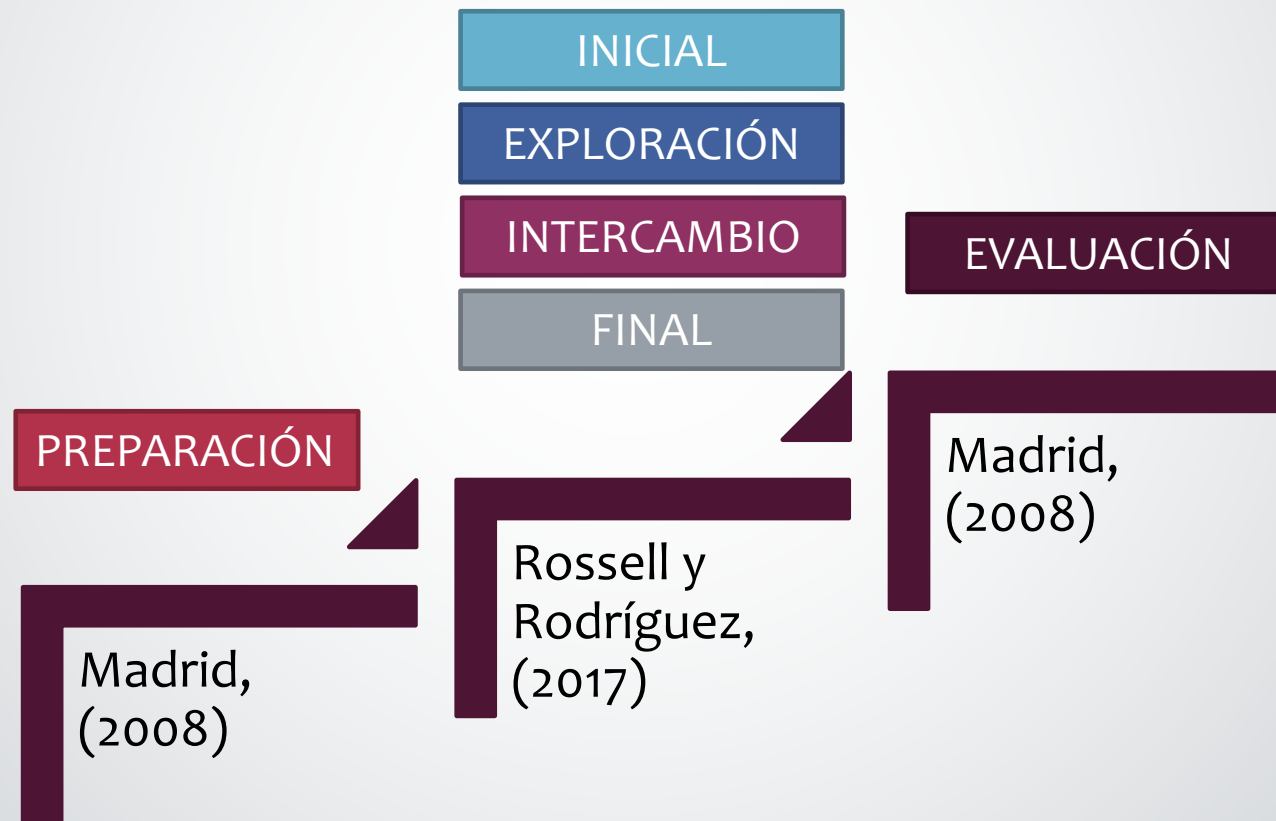 INICIAL
EXPLORACIÓN
INTERCAMBIO
FINAL
EVALUACIÓN
PREPARACIÓN
Madrid,
(2008)
Rossell y
Rodríguez,
(2017)
Madrid,
(2008)